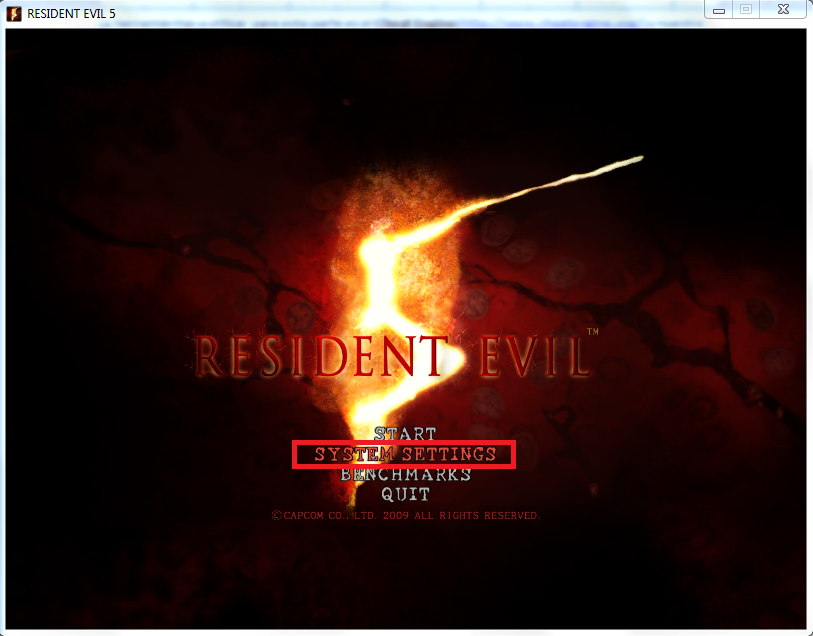 RESIDENT EVIL 5
RESIDENT EVIL™
START
SYSTEM SETTINGS
BENCHMARKS
QUIT
©CAPCOM CO., LTD. 2009 ALL RIGHTS RESERVED.